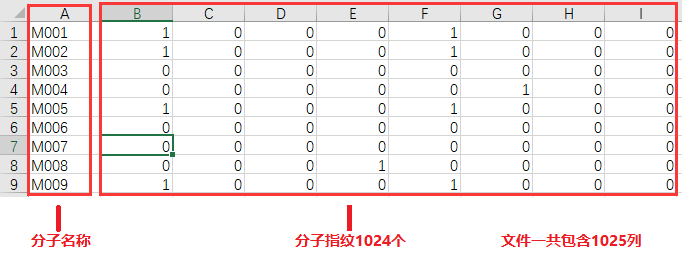 A B C D E F G H I
1 M001 1 0 0 0 1 0 0 0
2 M002 1 0 0 0 1 0 0 0
3 M003 0 0 0 0 0 0 0 0
4 M004 0 0 0 0 0 1 0 0
5 M005 1 0 0 0 1 0 0 0
6 M006 0 0 0 0 0 0 0 0
7 M007 0 0 0 0 0 0 0 0
8 M008 0 0 0 1 0 0 0 0
9 M009 1 0 0 0 1 0 0 0
分子名称 分子指纹1024个 文件一共包含1025列